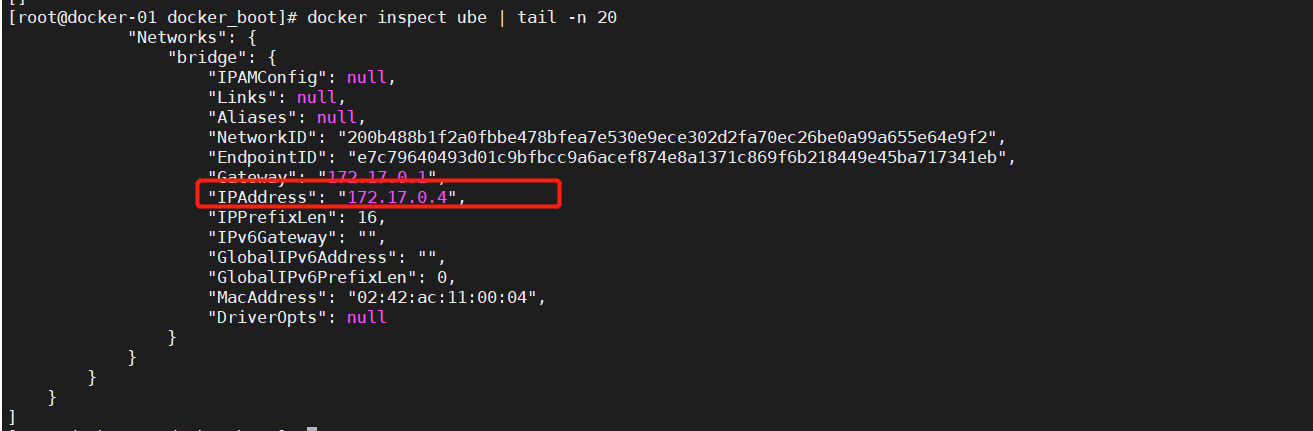 []
[root@docker-01 docker_boot]# docker inspect ube | tail -n 20
"Networks": {
"bridge": {
"IPAMConfig": null,
"Links": null,
"Aliases": null,
"NetworkID": "200b488b1f2a0fbbe478bfea7e530e9ece302d2fa70ec26be0a99a655e64e9f2",
"EndpointID": "e7c79640493d01c9bfbcc9a6acef874e8a1371c869f6b218449e45ba717341eb",
"Gateway": "172.17.0.1",
"IPAddress": "172.17.0.4",
"IPPrefixLen": 16,
"IPv6Gateway": "",
"GlobalIPv6Address": "",
"GlobalIPv6PrefixLen": 0,
"MacAddress": "02:42:ac:11:00:04",
"DriverOpts": null
}
}
}
}
]